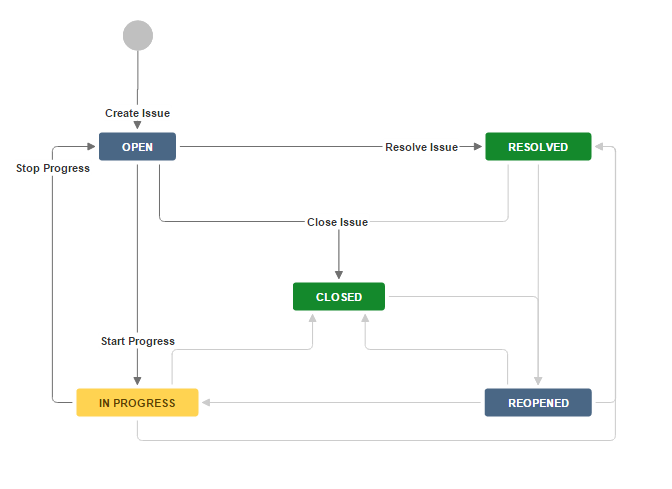 Create Issue
OPEN
Resolve Issue
RESOLVED
Stop Progress
Close Issue
CLOSED
Start Progress
IN PROGRESS
REOPENED